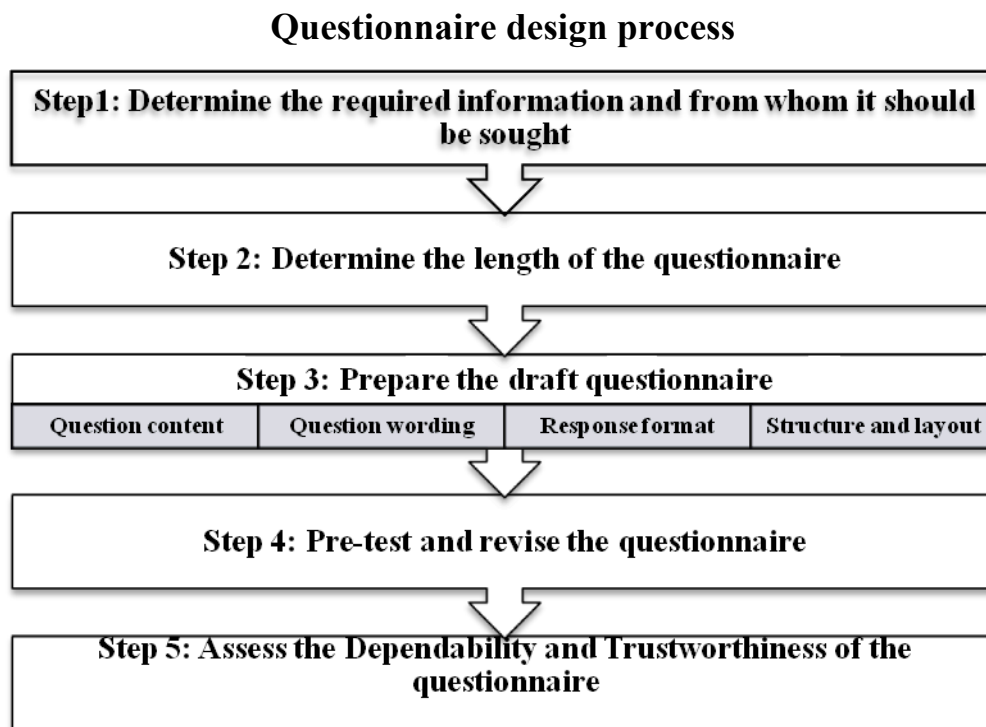 Questionnaire design process
Step1: Determine the required information and from whom it should
be sought
Step 2: Determine the length of the questionnaire
Step 3: Prepare the draft questionnaire
Question content
Question wording
Response format
Structure and layout
Step 4: Pre-test and revise the questionnaire
Step 5: Assess the Dependability and Trustworthiness of the
questionnaire